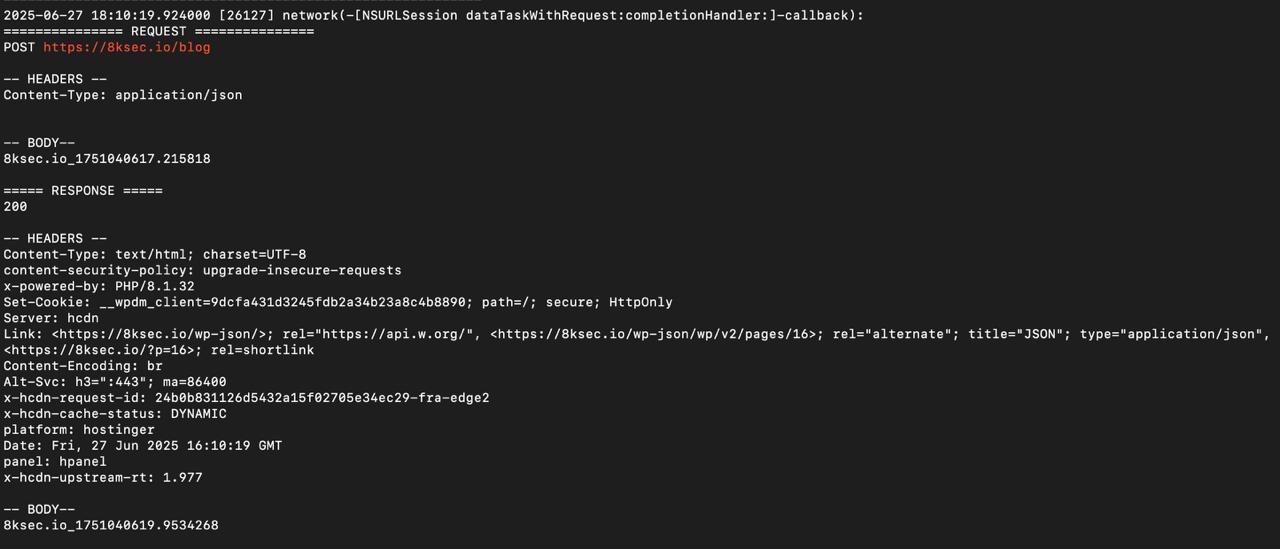 2025-06-27 18:10:19.924000 [26127] network(-[NSURLSession dataTaskWithRequest:completionHandler:]-callback):
=============== REQUEST ===============
POST https://8ksec.io/blog
-- HEADERS --
Content-Type: application/json
-- BODY--
8ksec.io_1751040617.215818
===== RESPONSE =====
200
-- HEADERS --
Content-Type: text/html; charset=UTF-8
content-security-policy: upgrade-insecure-requests
x-powered-by: PHP/8.1.32
Set-Cookie: __wpdm_client=9dcfa431d3245fdb2a34b23a8c4b8890; path=/; secure; HttpOnly
Server: hcdn
Link: <https://8ksec.io/wp-json/>; rel="https://api.w.org/", <https://8ksec.io/wp-json/wp/v2/pages/16>; rel="alternate"; title="JSON"; type="application/json",
<https://8ksec.io/?p=16>; rel=shortlink
Content-Encoding: br
Alt-Svc: h3=":443"; ma=86400
x-hcdn-request-id: 24b0b831126d5432a15f02705e34ec29-fra-edge2
x-hcdn-cache-status: DYNAMIC
platform: hostinger
Date: Fri, 27 Jun 2025 16:10:19 GMT
panel: hpanel
x-hcdn-upstream-rt: 1.977
-- BODY--
8ksec.io_1751040619.9534268